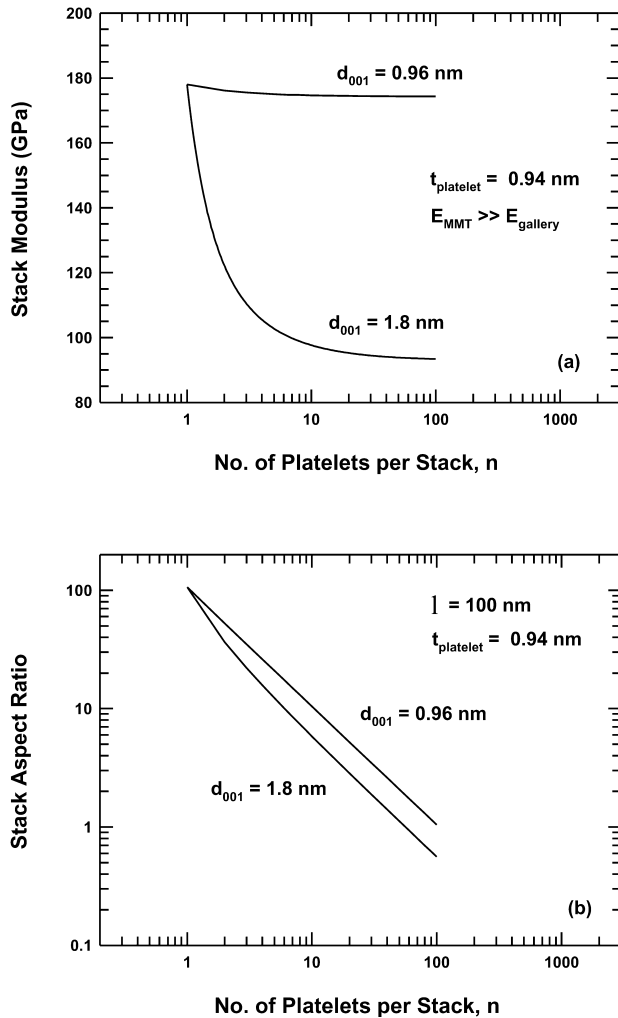 200
180
160
140
120
100
80
Stack Modulus (GPa)
d001 = 0.96 nm
tplatelet = 0.94 nm
EMMT >> Egallery
d001 = 1.8 nm
(a)
1 10 100 1000
No. of Platelets per Stack, n
100
10
1
0.1
Stack Aspect Ratio
l = 100 nm
tplatelet = 0.94 nm
d001 = 0.96 nm
d001 = 1.8 nm
(b)
1 10 100 1000
No. of Platelets per Stack, n